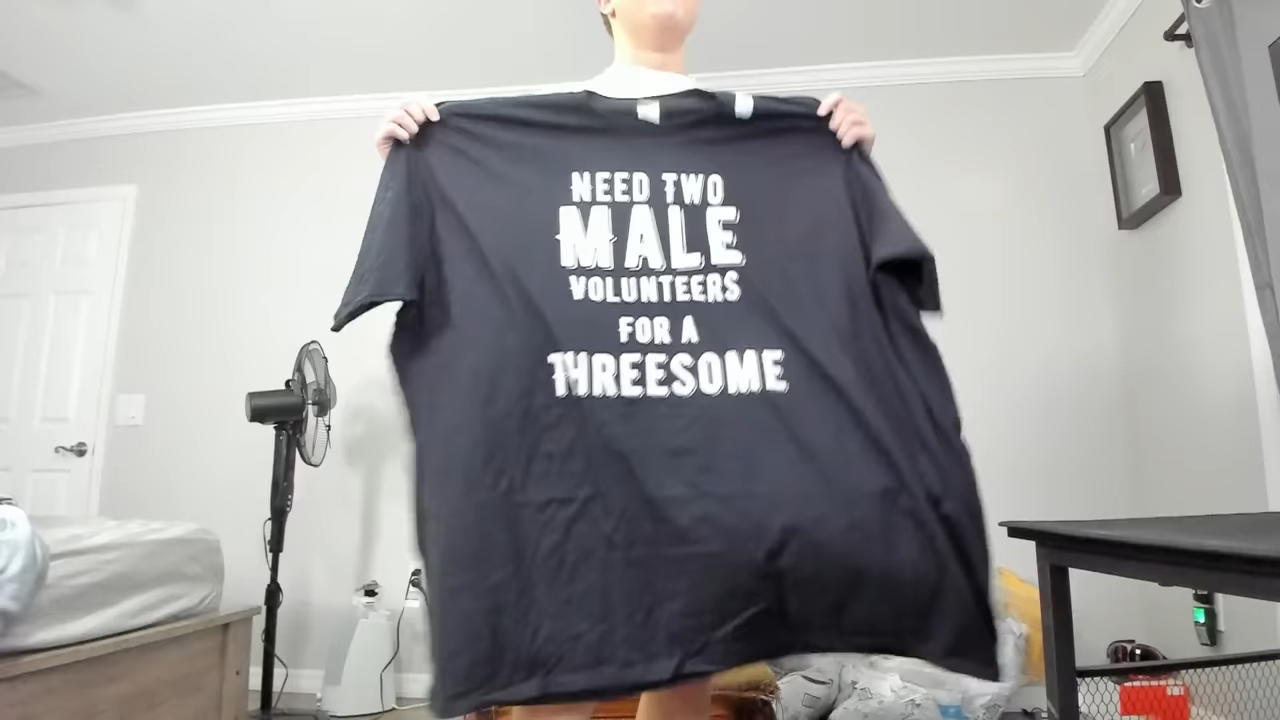 NEED TWO
MALE
VOLUNTEERS
FOR A
THREESOME